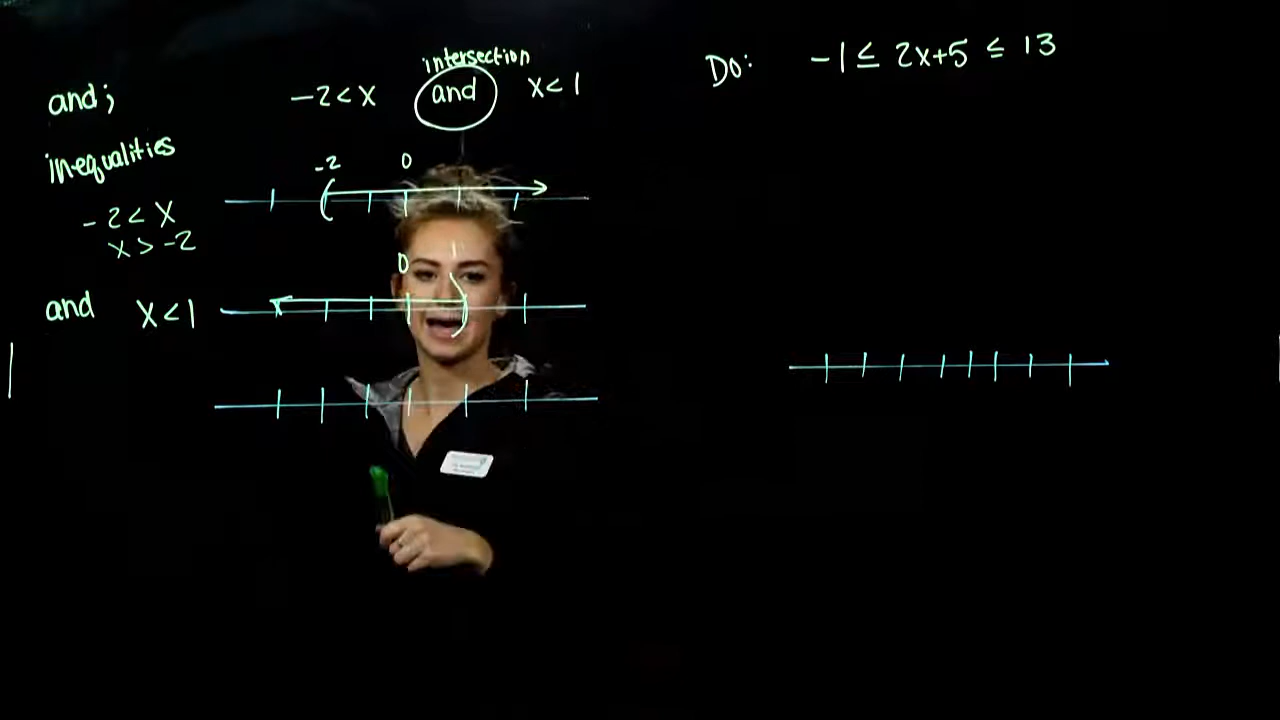 and;
inequalities
-2 < x
x > -2
intersection
-2 < x and x < 1
-2 0
and x < 1
0 1
Do: -1 ≤ 2x+5 ≤ 13